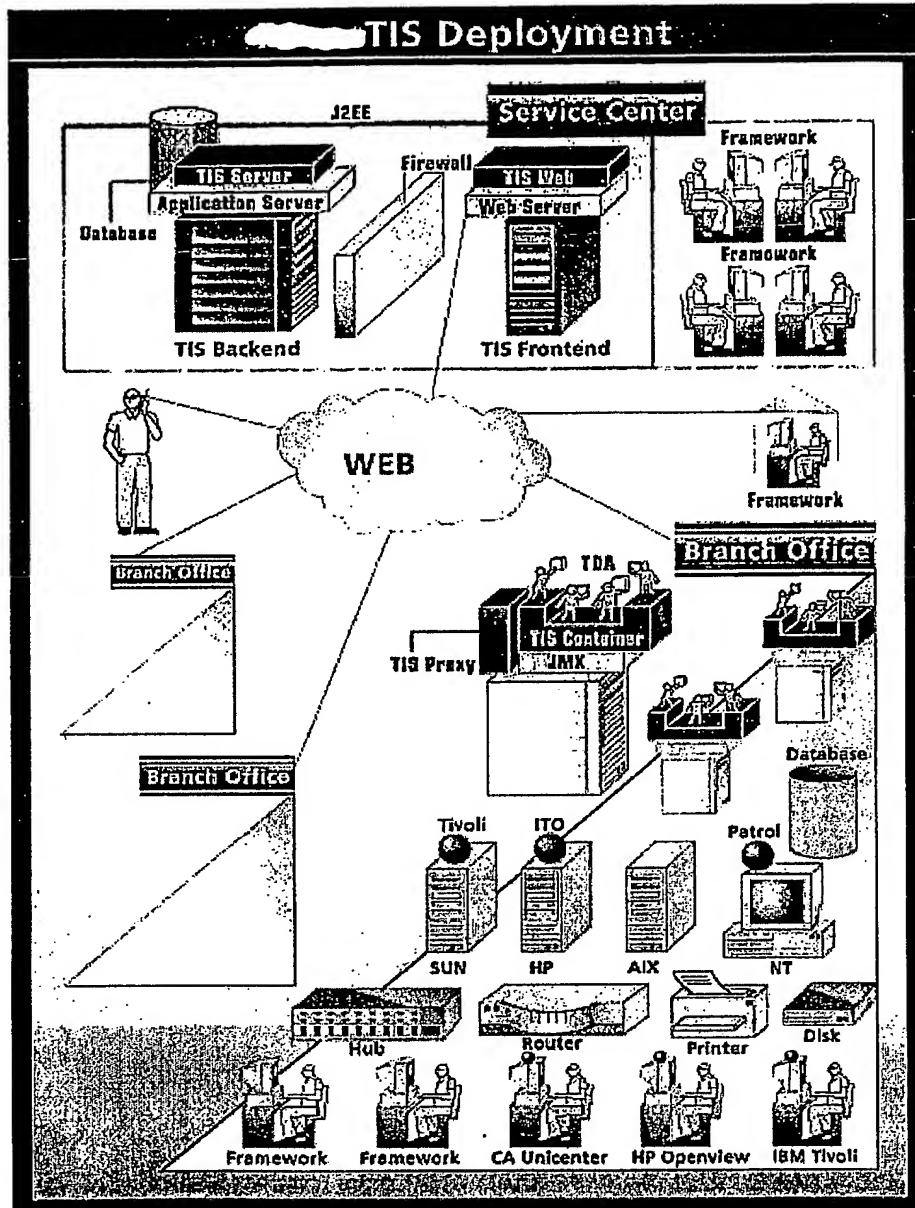 TIS Deployment
J2EE
Service Center
Framework
Firewall
TIS Server
TIS Web
Application Server
Web Server
Database
Framowork
TIS Backend
TIS Frontend
WEB
Framework
Branch Office
Branch Office
TDA
TIS Container
TIS Proxy
JMX
Database
Branch Office
Tivoli
ITO
Patrol
SUN
HP
AIX
NT
Hub
Router
Printer
Disk
Framework
Framework
CA Unicenter
HP Openview
IBM Tivoli